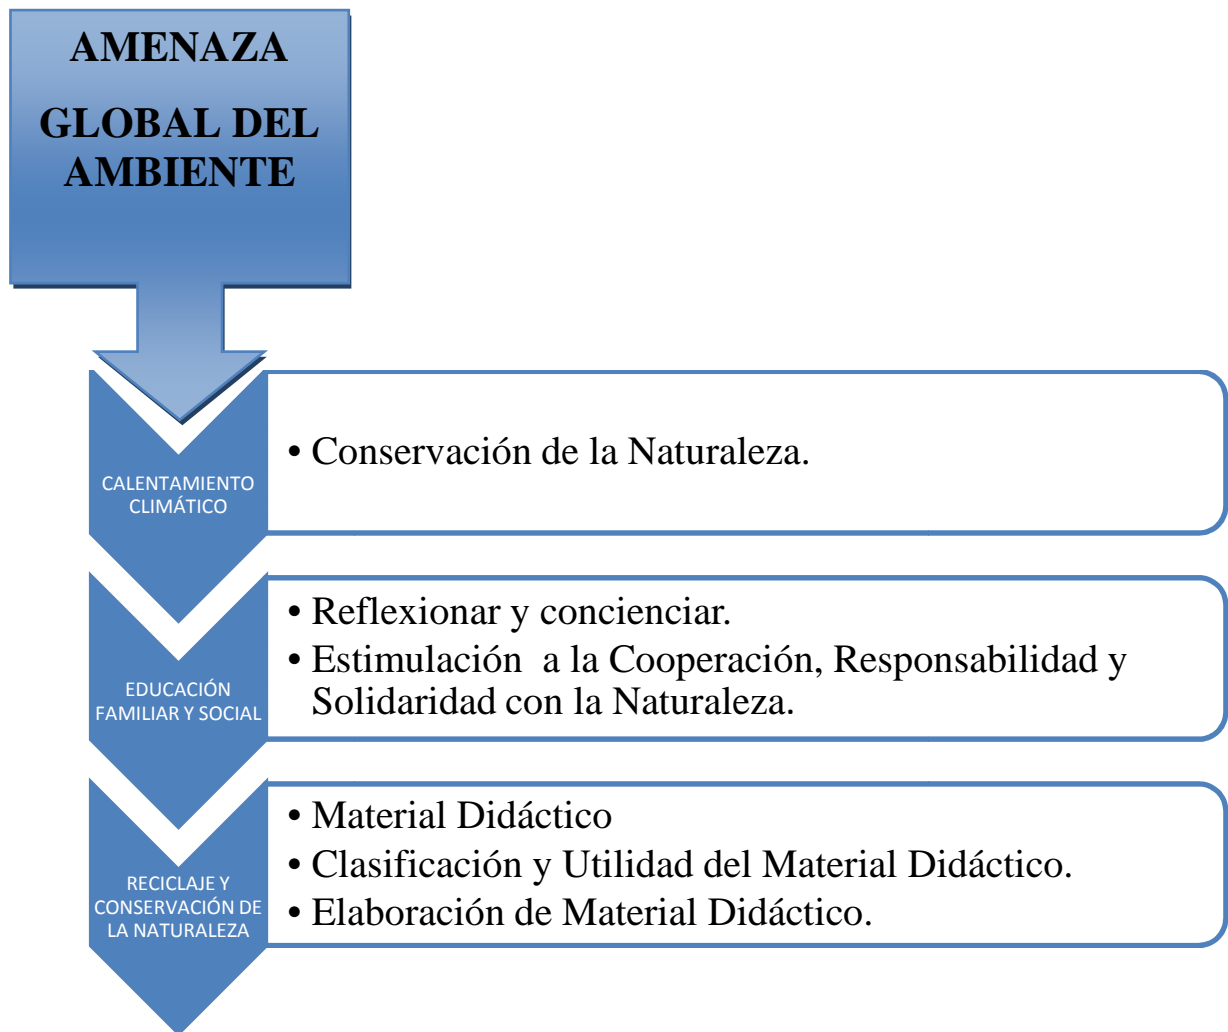 AMENAZA
GLOBAL DEL
AMBIENTE
CALENTAMIENTO
CLIMÁTICO
• Conservación de la Naturaleza.
EDUCACIÓN
FAMILIAR Y SOCIAL
• Reflexionar y concienciar.
• Estimulación a la Cooperación, Responsabilidad y
Solidaridad con la Naturaleza.
RECICLAJE Y
CONSERVACIÓN DE
LA NATURALEZA
• Material Didáctico
• Clasificación y Utilidad del Material Didáctico.
• Elaboración de Material Didáctico.